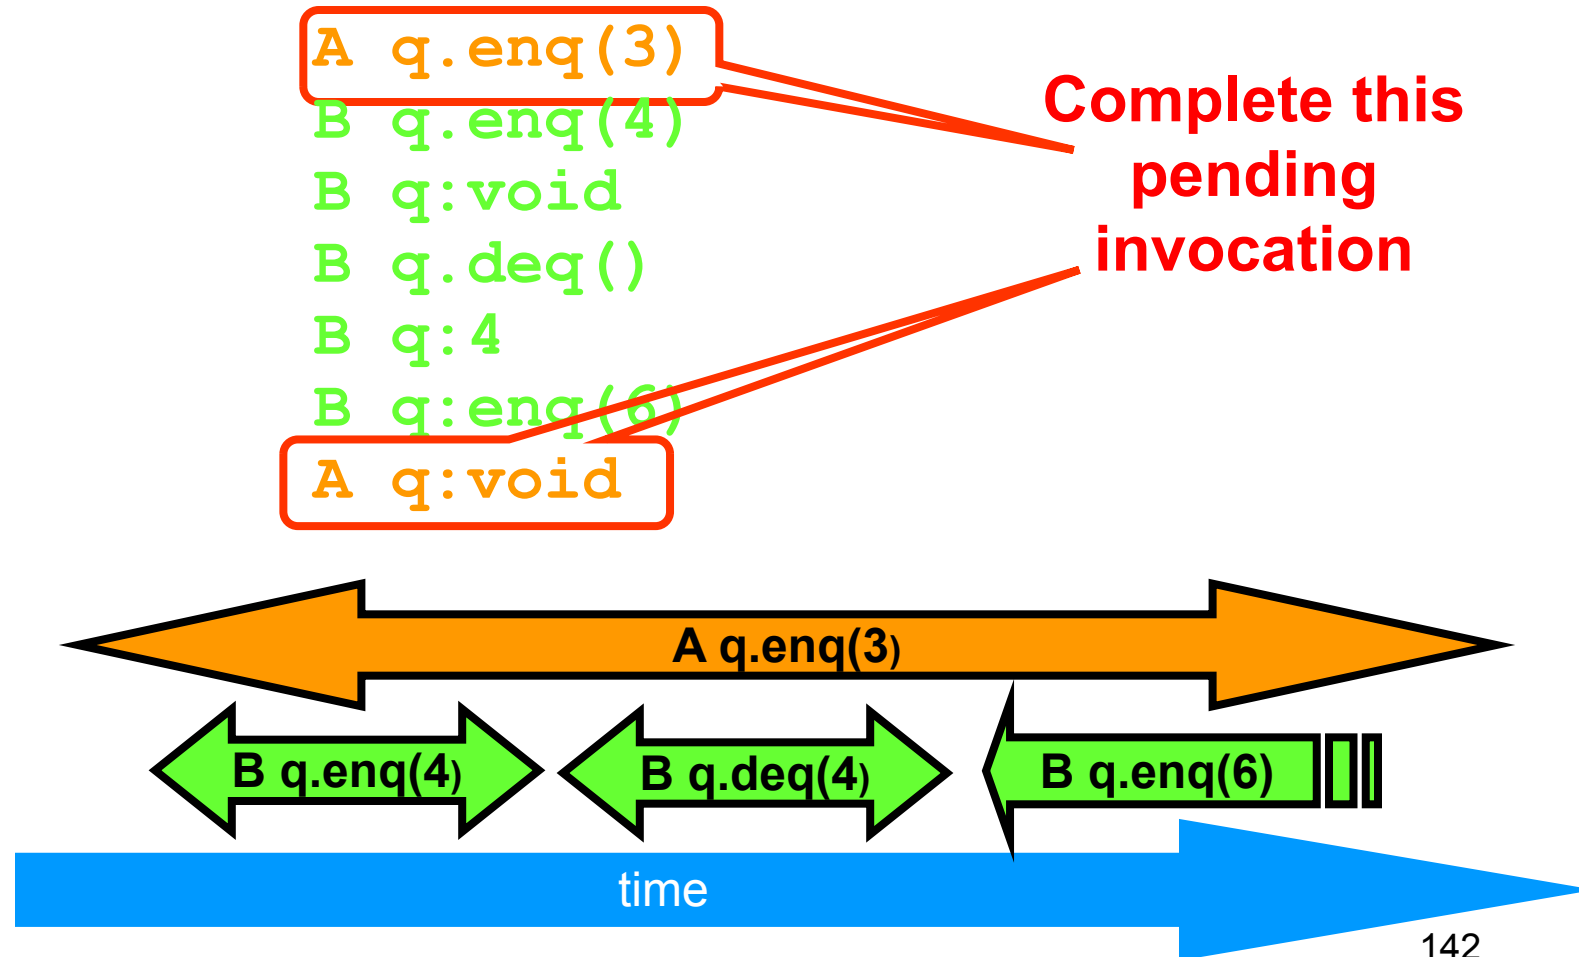 A q.enq(3)
B q.enq(4)
B q:void
B q.deq()
B q:4
B q:enq(6)
A q:void
Complete this
pending
invocation
A q.enq(3)
B q.enq(4)
B q.deq(4)
B q.enq(6)
time
142